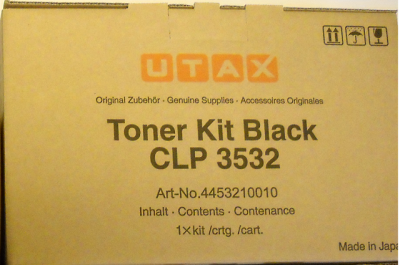 UTAX
Original Zubehör · Genuine Supplies · Accessoires Originales
Toner Kit Black
CLP 3532
Art-No.4453210010
Inhalt · Contents · Contenance
1×kit /crtg. /cart.
Made in Japa